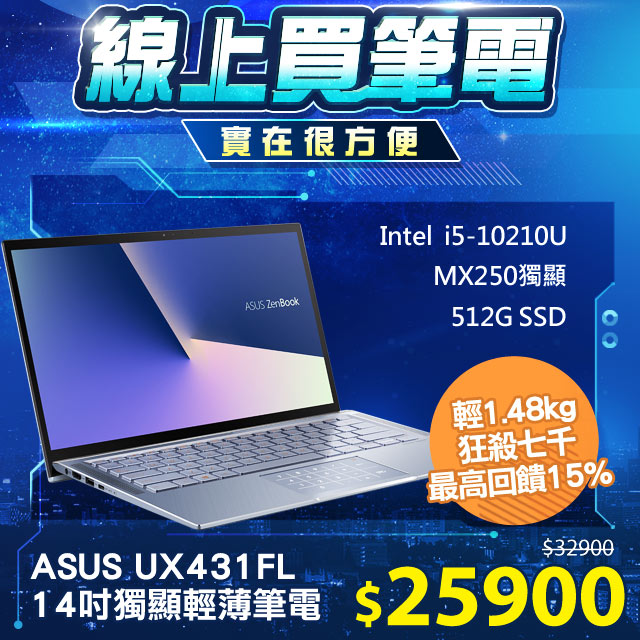 線上買筆電
實在很方便
Intel i5-10210U
MX250獨顯
512G SSD
ASUS ZenBook
輕1.48kg
狂殺七千
最高回饋15%
$32900
ASUS UX431FL
14吋獨顯輕薄筆電
$25900